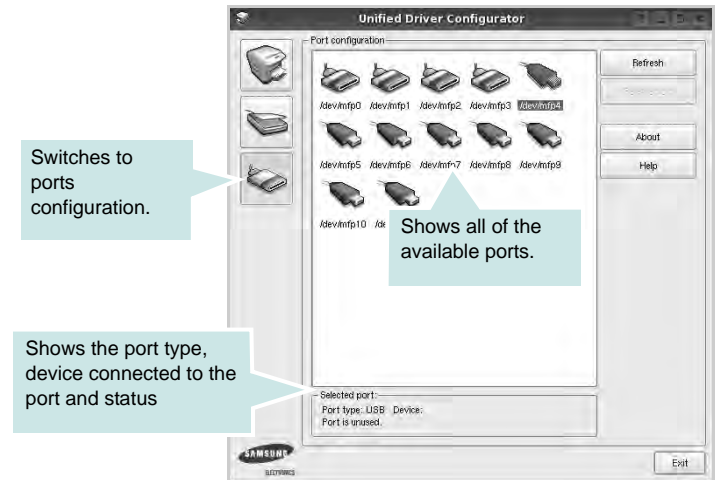 Unified Driver Configurator
Port configuration
Refresh
/dev/mfp0 /dev/mfp1 /dev/mfp2 /dev/mfp3 /dev/mfp4
About
/dev/mfp5 /dev/mfp6 /dev/mfp7 /dev/mfp8 /dev/mfp9
Help
Switches to
ports
configuration.
/dev/mfp10
Shows all of the
available ports.
Shows the port type,
device connected to the
port and status
Selected port:
Port type: USB Device:
Port is unused.
SAMSUNG
ELECTRONICS
Exit